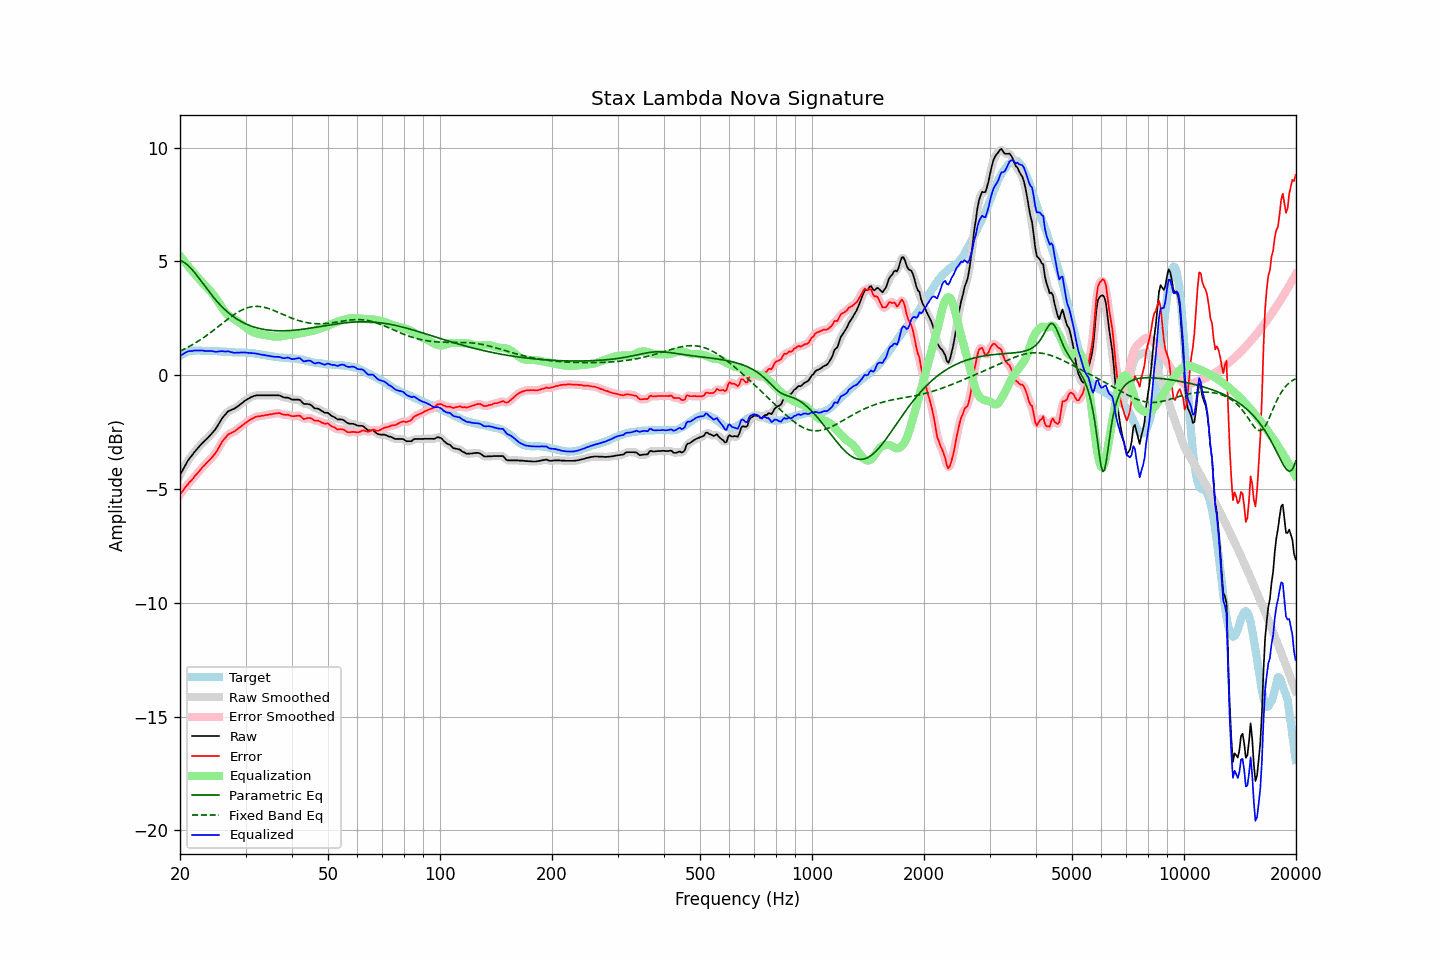 Stax Lambda Nova Signature
Amplitude (dBr)
10
5
0
−5
−10
−15
−20
Target
Raw Smoothed
Error Smoothed
Raw
Error
Equalization
Parametric Eq
Fixed Band Eq
Equalized
20 50 100 200 500 1000 2000 5000 10000 20000
Frequency (Hz)